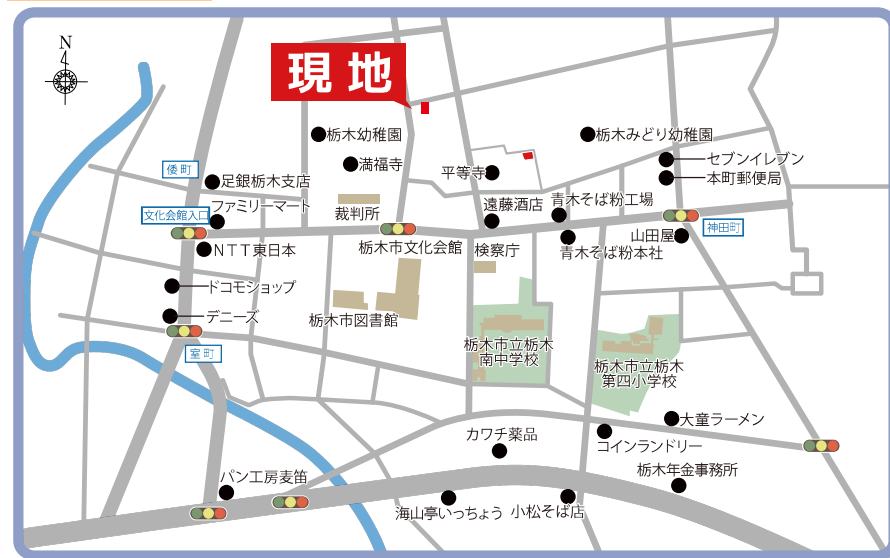 N
現地
栃木幼稚園
栃木みどり幼稚園
満福寺
セブンイレブン
倭町
平等寺
本町郵便局
足銀栃木支店
裁判所
遠藤酒店
青木そば粉工場
文化会館入口
ファミリーマート
神田町
山田屋
NTT東日本
栃木市文化会館
検察庁
青木そば粉本社
ドコモショップ
デニーズ
栃木市図書館
室町
栃木市立栃木
南中学校
栃木市立栃木
第四小学校
大童ラーメン
カワチ薬品
コインランドリー
パン工房麦笛
栃木年金事務所
海山亭いっちょう
小松そば店